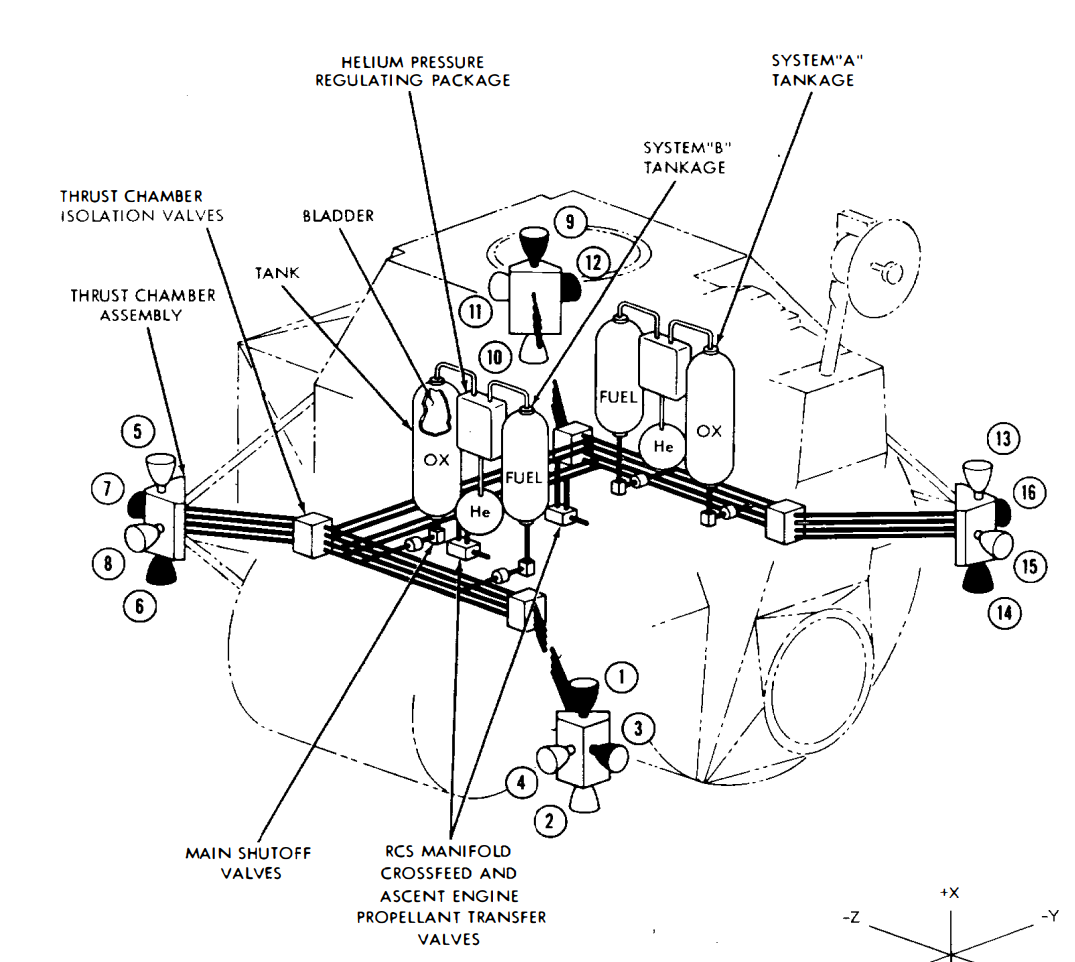 HELIUM PRESSURE
REGULATING PACKAGE
SYSTEM"A"
TANKAGE
SYSTEM"B"
TANKAGE
THRUST CHAMBER
ISOLATION VALVES
BLADDER
TANK
THRUST CHAMBER
ASSEMBLY
9
12
11
10
FUEL
He
OX
OX
FUEL
He
5
7
8
6
13
16
15
14
1
3
4
2
MAIN SHUTOFF
VALVES
RCS MANIFOLD
CROSSFEED AND
ASCENT ENGINE
PROPELLANT TRANSFER
VALVES
+X
-Z
-Y